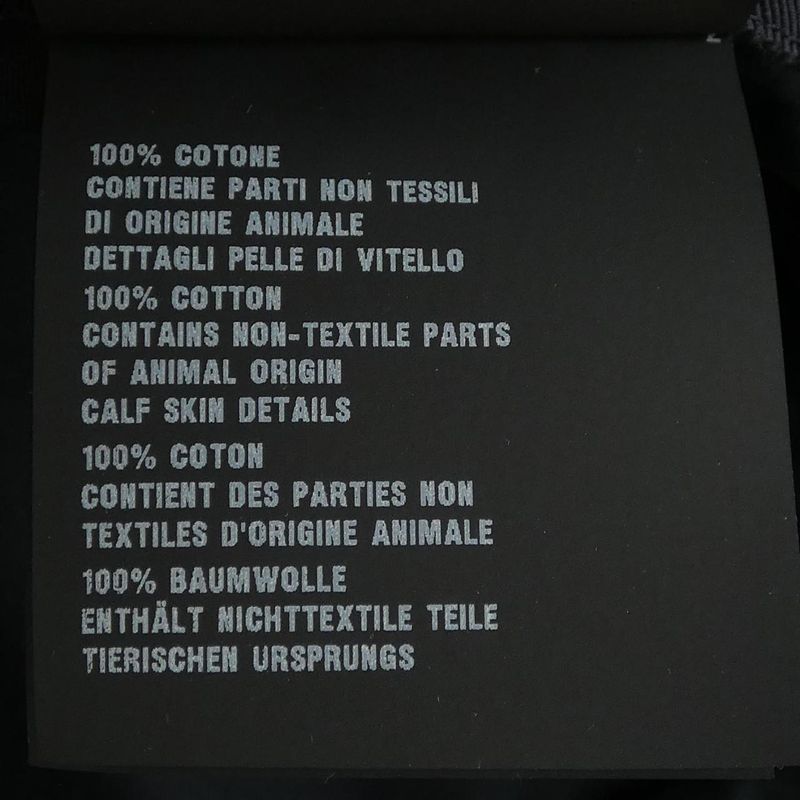 100% COTONE
CONTIENE PARTI NON TESSILI
DI ORIGINE ANIMALE
DETTAGLI PELLE DI VITELLO
100% COTTON
CONTAINS NON-TEXTILE PARTS
OF ANIMAL ORIGIN
CALF SKIN DETAILS
100% COTON
CONTIENT DES PARTIES NON
TEXTILES D'ORIGINE ANIMALE
100% BAUMWOLLE
ENTHÄLT NICHTTEXTILE TEILE
TIERISCHEN URSPRUNGS